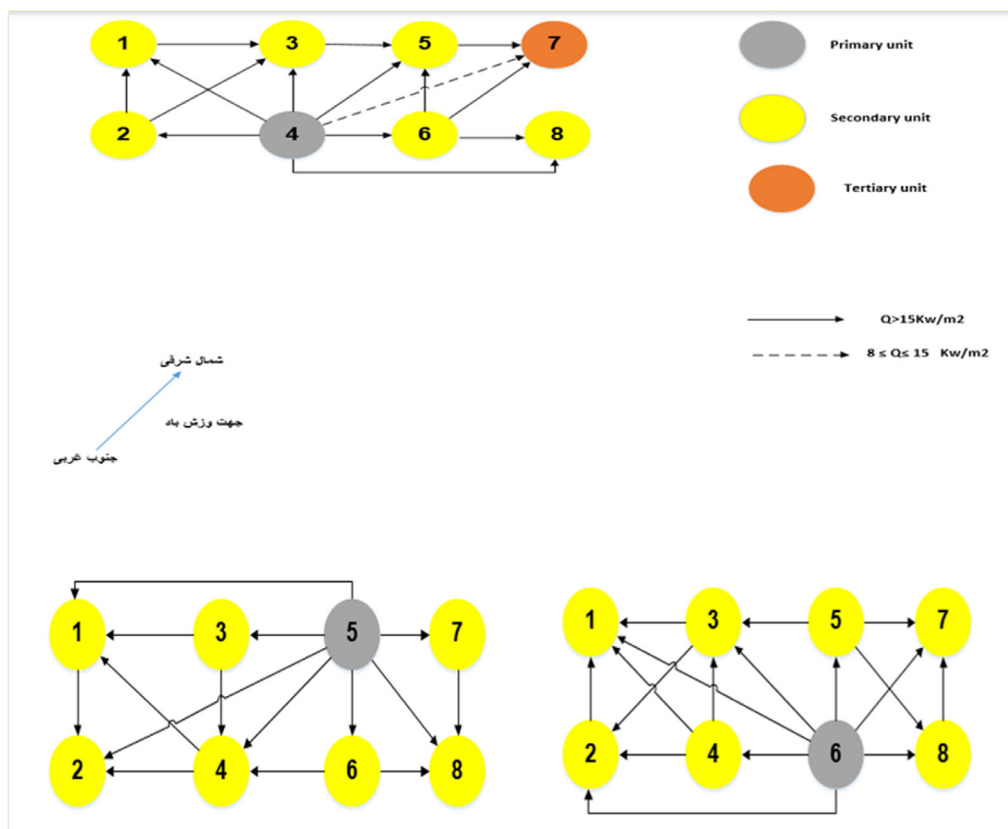 1 3 5 7
2 4 6 8
Primary unit
Secondary unit
Tertiary unit
Q>15Kw/m2
8 ≤ Q≤ 15 Kw/m2
شمال شرقی
جهت وزش باد
جنوب غربی
1 3 5 7
2 4 6 8
1 3 5 7
2 4 6 8